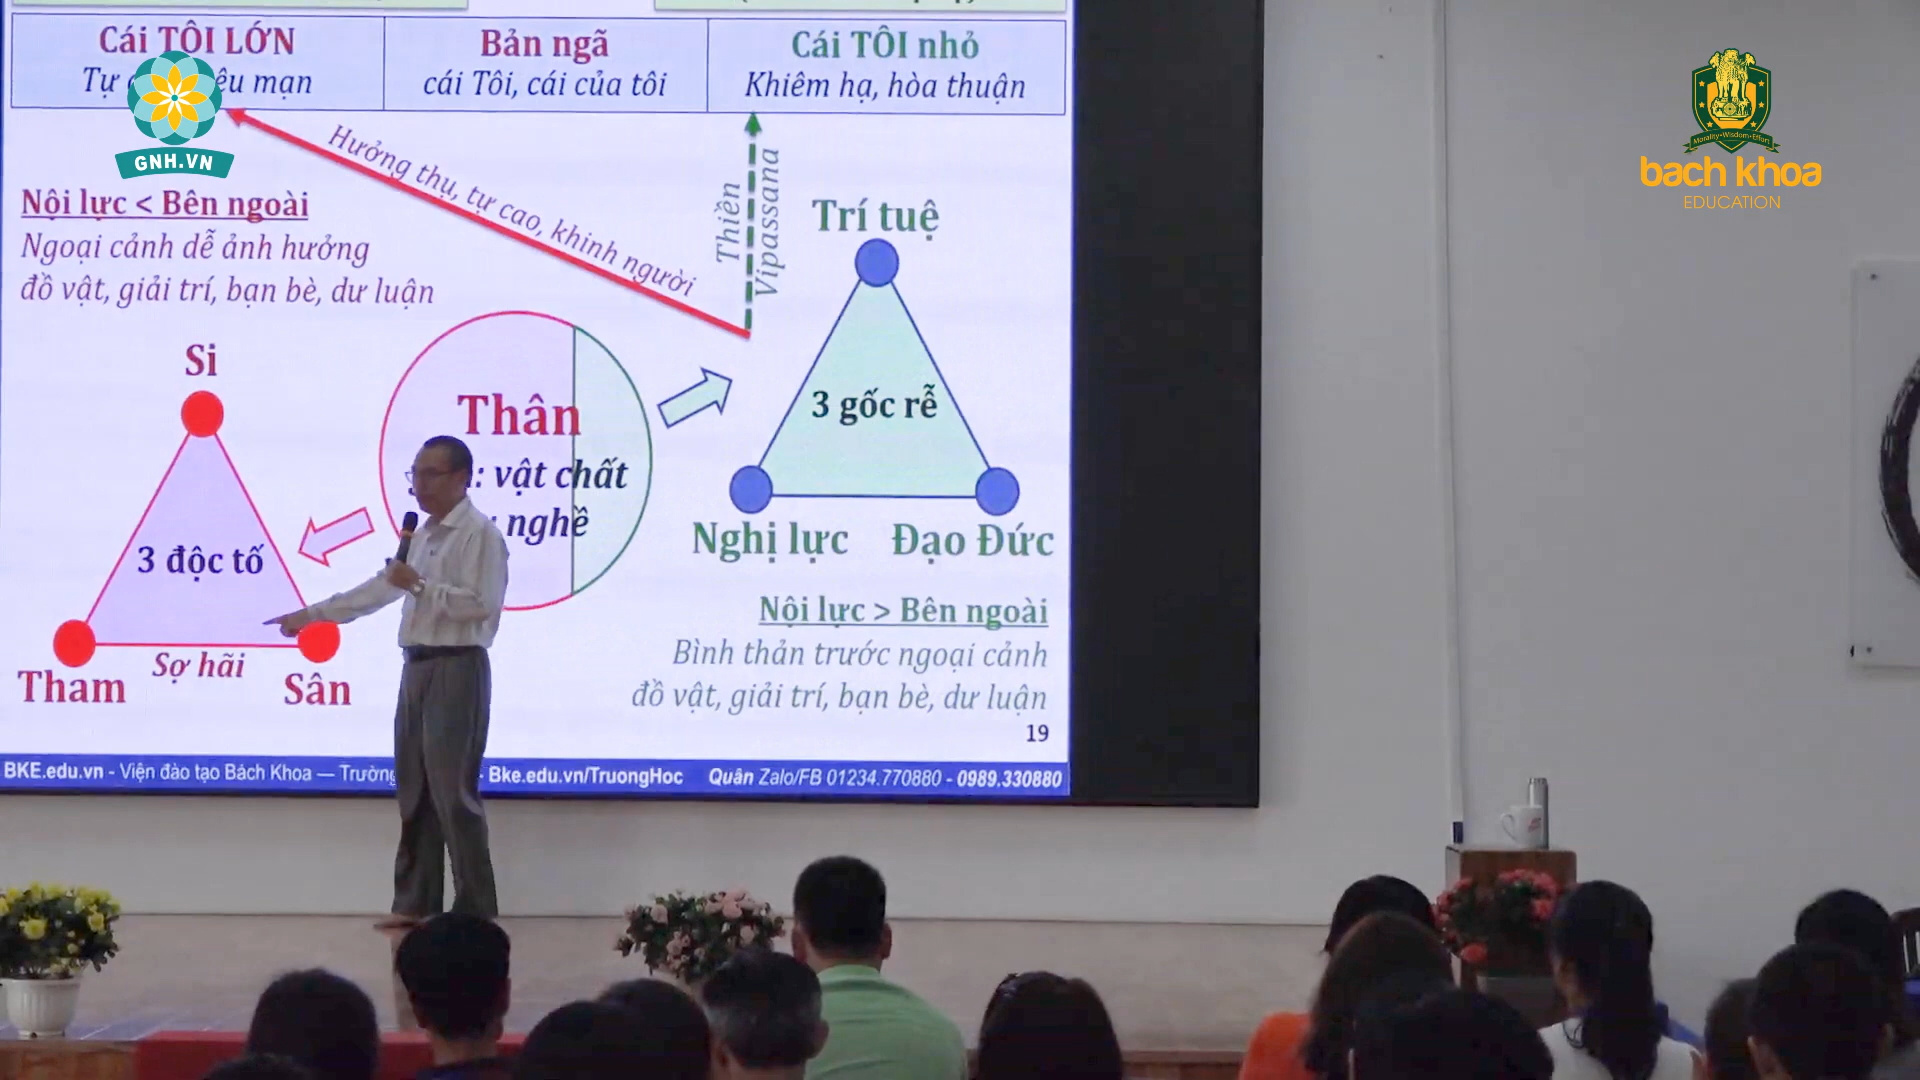 Cái TÔI LỚN
Tự
mạn
Bản ngã
cái Tôi, cái của tôi
Cái TÔI nhỏ
Khiêm hạ, hòa thuận
GNH.VN
Morality•Wisdom•Effort
bach khoa
EDUCATION
Hưởng thụ, tự cao, khinh người
Thiền
Vipassana
Nội lực < Bên ngoài
Ngoại cảnh dễ ảnh hưởng
đồ vật, giải trí, bạn bè, dư luận
Trí tuệ
3 gốc rễ
Nghị lực
Đạo Đức
Si
3 độc tố
Tham
Sợ hãi
Sân
Thân
: vật chất
nghề
Nội lực > Bên ngoài
Bình thản trước ngoại cảnh
đồ vật, giải trí, bạn bè, dư luận
19
BKE.edu.vn - Viện đào tạo Bách Khoa — Trường - Bke.edu.vn/TruongHoc Quân Zalo/FB 01234.770880 - 0989.330880